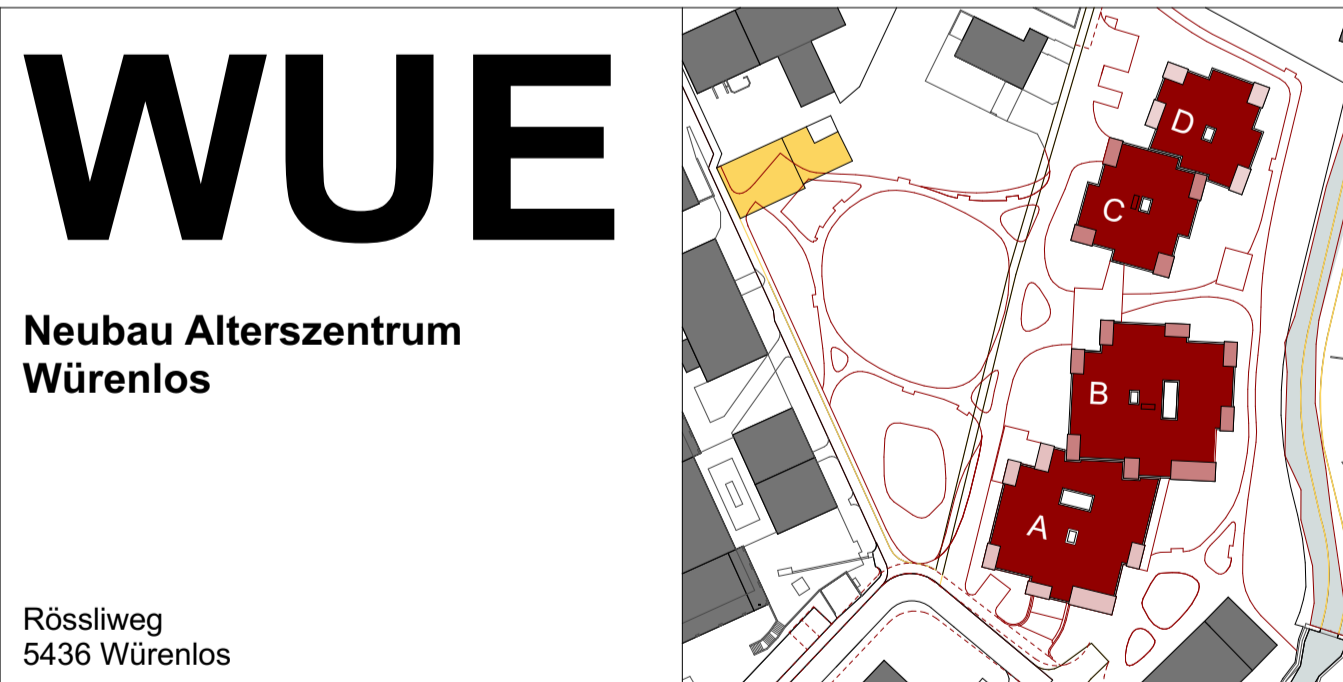 WUE
Neubau Alterszentrum
Würenlos
Rössliweg
5436 Würenlos
D
C
B
A